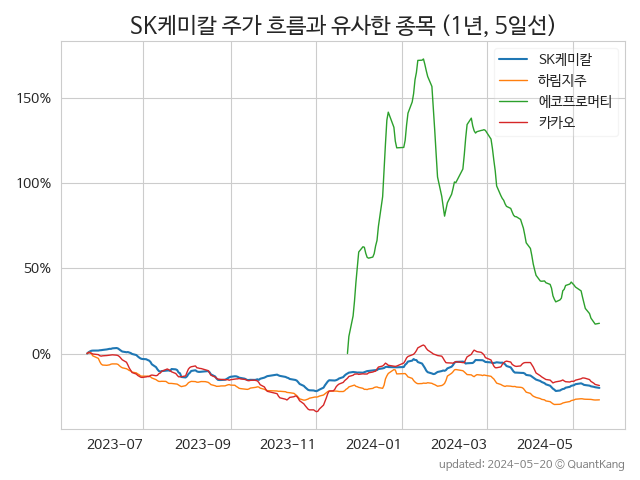 SK케미칼 주가 흐름과 유사한 종목 (1년, 5일선)
SK케미칼
하림지주
에코프로머티
카카오
150%
100%
50%
0%
2023-07 2023-09 2023-11 2024-01 2024-03 2024-05
updated: 2024-05-20 © QuantKang